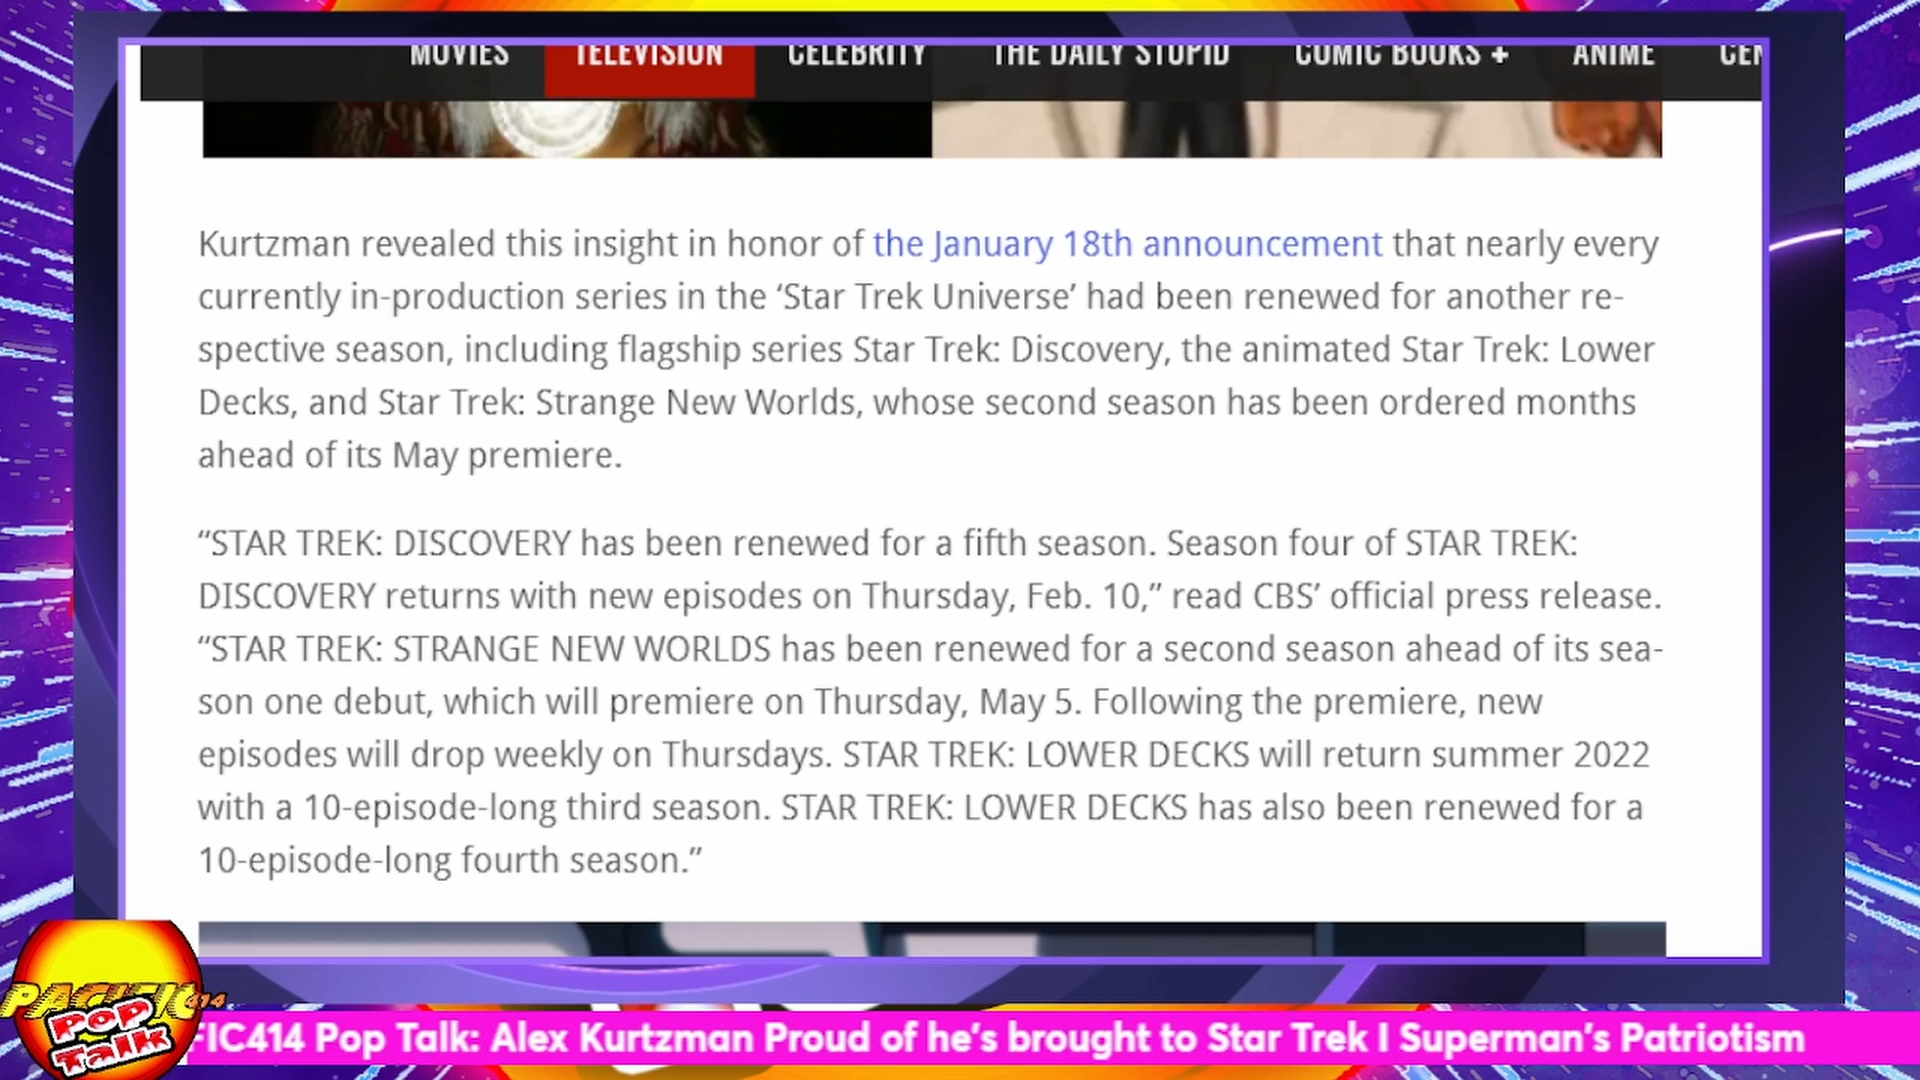 MOVIES TELEVISION CELEBRITY THE DAILY STUPID COMIC BOOKS + ANIME CEN
Kurtzman revealed this insight in honor of the January 18th announcement that nearly every
currently in-production series in the ‘Star Trek Universe’ had been renewed for another re-
spective season, including flagship series Star Trek: Discovery, the animated Star Trek: Lower
Decks, and Star Trek: Strange New Worlds, whose second season has been ordered months
ahead of its May premiere.
“STAR TREK: DISCOVERY has been renewed for a fifth season. Season four of STAR TREK:
DISCOVERY returns with new episodes on Thursday, Feb. 10,” read CBS’ official press release.
“STAR TREK: STRANGE NEW WORLDS has been renewed for a second season ahead of its sea-
son one debut, which will premiere on Thursday, May 5. Following the premiere, new
episodes will drop weekly on Thursdays. STAR TREK: LOWER DECKS will return summer 2022
with a 10-episode-long third season. STAR TREK: LOWER DECKS has also been renewed for a
10-episode-long fourth season.”
PACIFIC414
POP
Talk
FIC414 Pop Talk: Alex Kurtzman Proud of he’s brought to Star Trek I Superman’s Patriotism